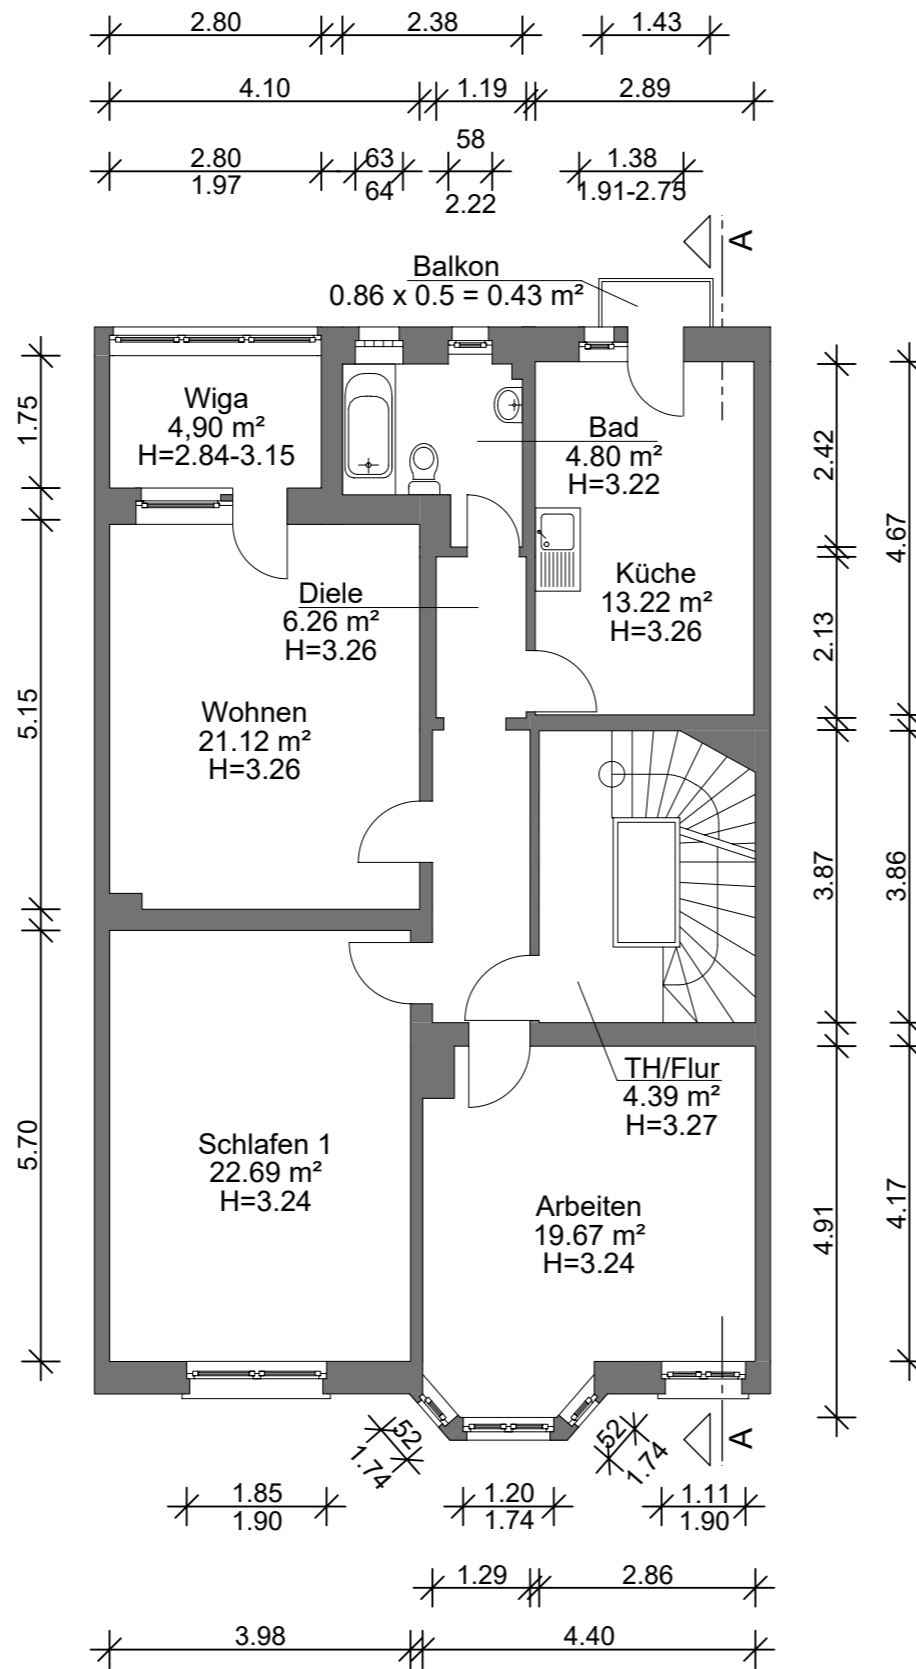 2.80
2.38
1.43
4.10
1.19
2.89
58
2.80
1.97
63
64
2.22
1.38
1.91-2.75
A
Balkon
0.86 x 0.5 = 0.43 m²
Wiga
4,90 m²
H=2.84-3.15
1.75
Bad
4.80 m²
H=3.22
2.42
4.67
Küche
13.22 m²
H=3.26
Diele
6.26 m²
H=3.26
2.13
5.15
Wohnen
21.12 m²
H=3.26
3.87
3.86
TH/Flur
4.39 m²
H=3.27
5.70
Schlafen 1
22.69 m²
H=3.24
Arbeiten
19.67 m²
H=3.24
4.91
4.17
52
1.74
52
1.74
A
1.85
1.90
1.20
1.74
1.11
1.90
1.29
2.86
3.98
4.40